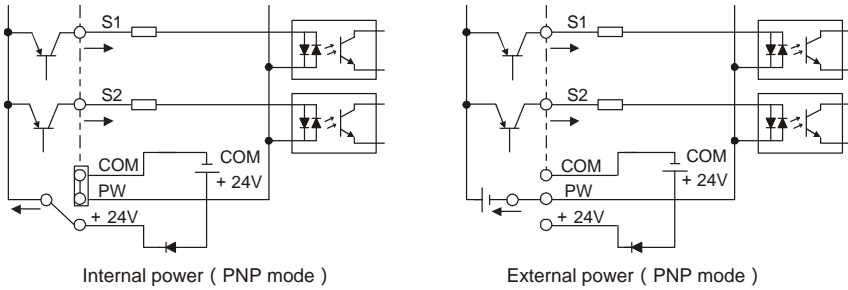 S1
S2
COM
COM
+ 24V
PW
+ 24V
Internal power ( PNP mode )
S1
S2
COM
COM
+ 24V
PW
+ 24V
External power ( PNP mode )